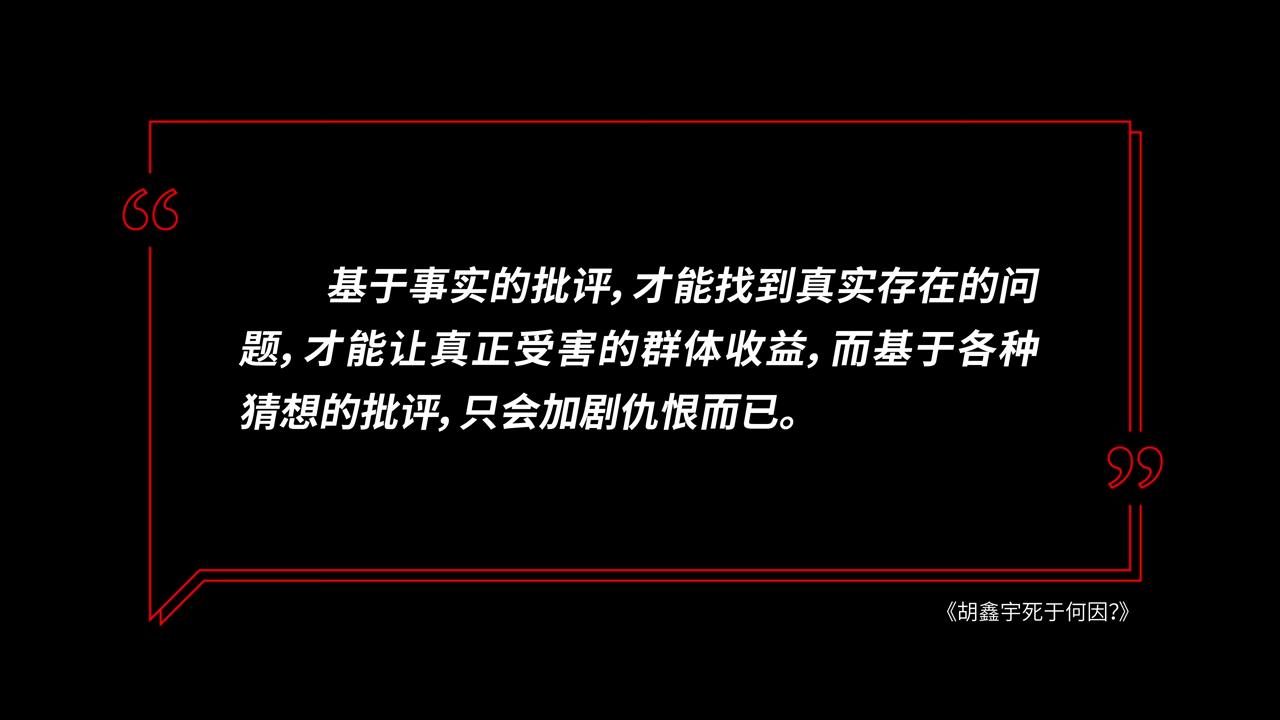 基于事实的批评，才能找到真实存在的问
题，才能让真正受害的群体收益，而基于各种
猜想的批评，只会加剧仇恨而已。
《胡鑫宇死于何因？》